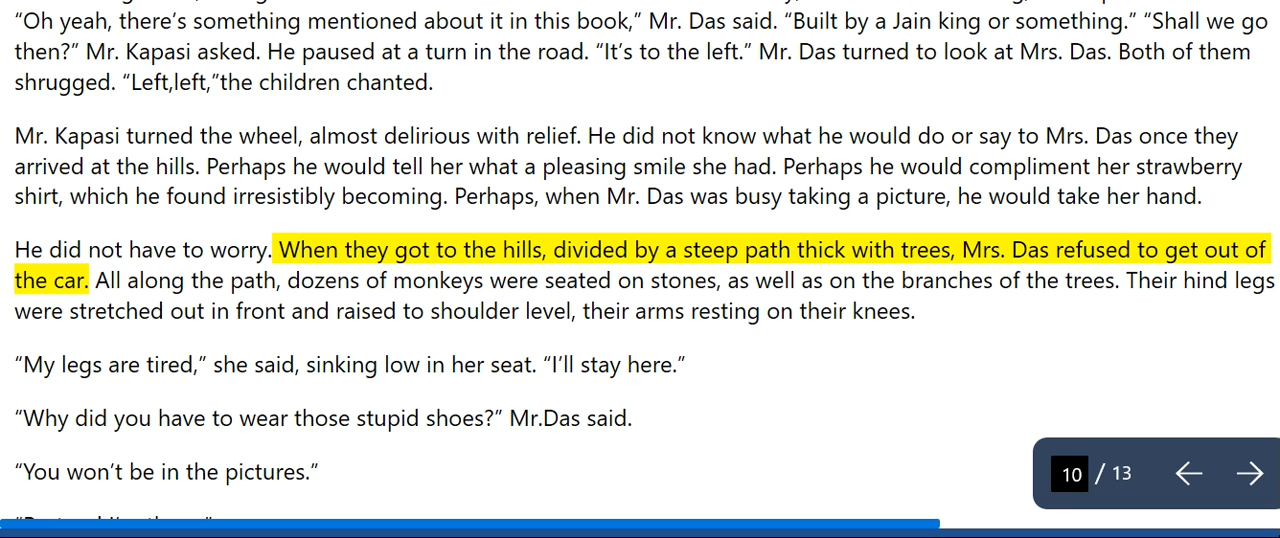 “Oh yeah, there’s something mentioned about it in this book,” Mr. Das said. “Built by a Jain king or something.” “Shall we go
then?” Mr. Kapasi asked. He paused at a turn in the road. “It’s to the left.” Mr. Das turned to look at Mrs. Das. Both of them
shrugged. “Left,left,”the children chanted.
Mr. Kapasi turned the wheel, almost delirious with relief. He did not know what he would do or say to Mrs. Das once they
arrived at the hills. Perhaps he would tell her what a pleasing smile she had. Perhaps he would compliment her strawberry
shirt, which he found irresistibly becoming. Perhaps, when Mr. Das was busy taking a picture, he would take her hand.
He did not have to worry. When they got to the hills, divided by a steep path thick with trees, Mrs. Das refused to get out of
the car. All along the path, dozens of monkeys were seated on stones, as well as on the branches of the trees. Their hind legs
were stretched out in front and raised to shoulder level, their arms resting on their knees.
“My legs are tired,” she said, sinking low in her seat. “I’ll stay here.”
“Why did you have to wear those stupid shoes?” Mr.Das said.
“You won’t be in the pictures.”
10 / 13